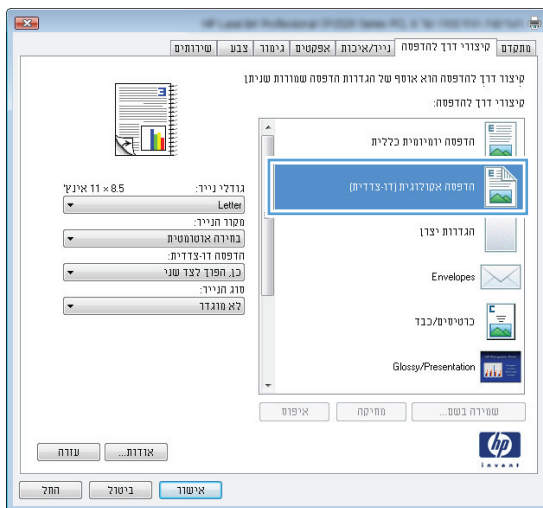 מתקדם
קיצורי דרך להדפסה
נייר/איכות
אפקטים
גימור
צבע
שירותים
קיצור דרך להדפסה הוא אוסף של הגדרות הדפסה שמורות שניתן
קיצורי דרך להדפסה:
הדפסה יומיומית כללית
הדפסה אקולוגית (דו-צדדית)
הגדרות יצרן
Envelopes
כרטיסים/כבד
Glossy/Presentation
3
גודלי נייר:
8.5 × 11 אינץ'
Letter
מקור הנייר:
בחירה אוטומטית
הדפסה דו-צדדית:
כן, הפוך לצד שני
סוג הנייר:
לא מוגדר
שמירה בשם...
מחיקה
איפוס
hp
invent
אודות...
עזרה
אישור
ביטול
החל